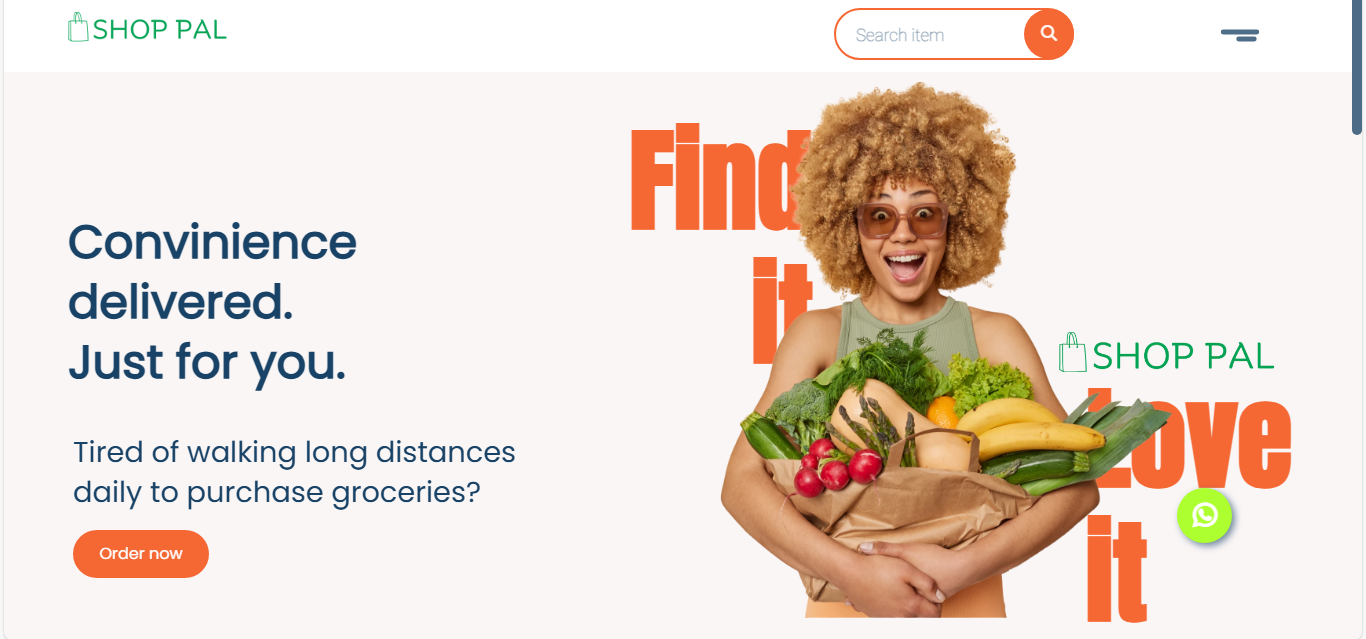 SHOP PAL
Search item
Find
it
Convinience
delivered.
Just for you.
SHOP PAL
Love
it
Tired of walking long distances
daily to purchase groceries?
Order now